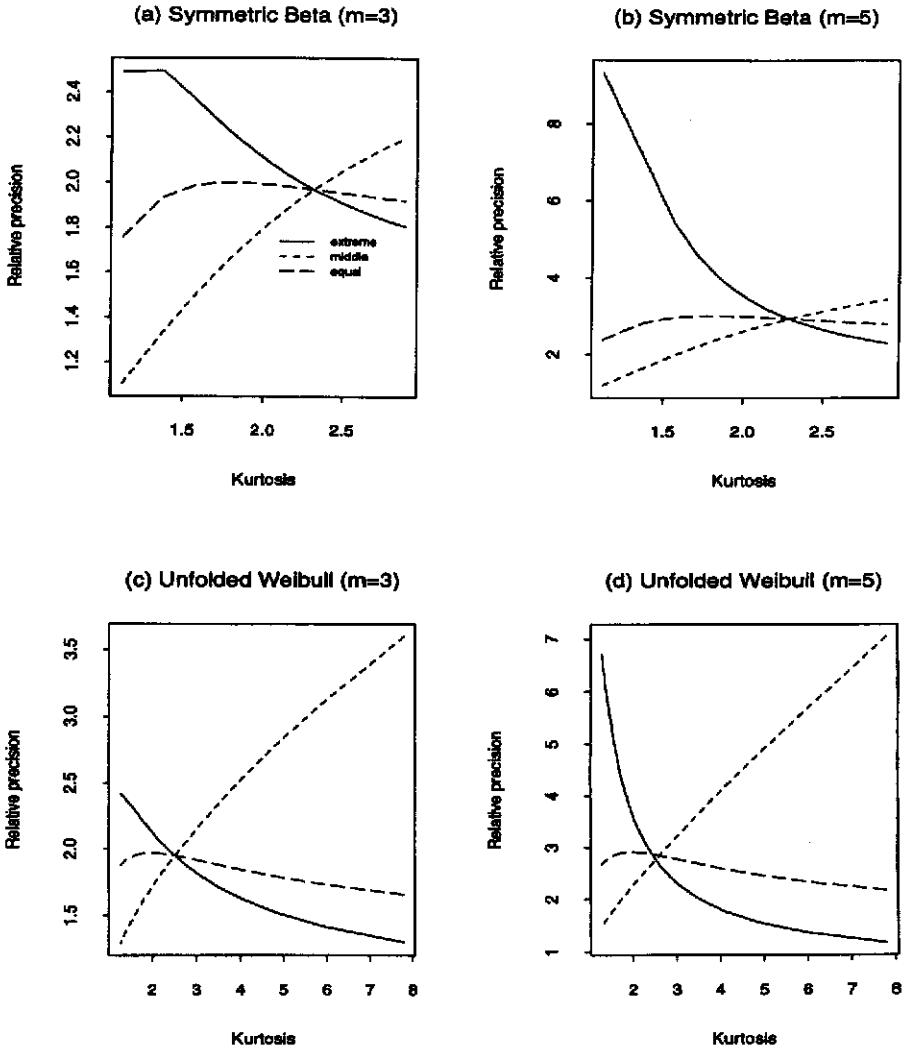 (a) Symmetric Beta (m=3)
Relative precision
2.4
2.2
2.0
1.8
1.6
1.4
1.2
extreme
middle
equal
1.5 2.0 2.5
Kurtosis
(b) Symmetric Beta (m=5)
Relative precision
8
6
4
2
1.5 2.0 2.5
Kurtosis
(c) Unfolded Weibull (m=3)
Relative precision
3.5
3.0
2.5
2.0
1.5
2 3 4 5 6 7 8
Kurtosis
(d) Unfolded Weibull (m=5)
Relative precision
7
6
5
4
3
2
1
2 3 4 5 6 7 8
Kurtosis